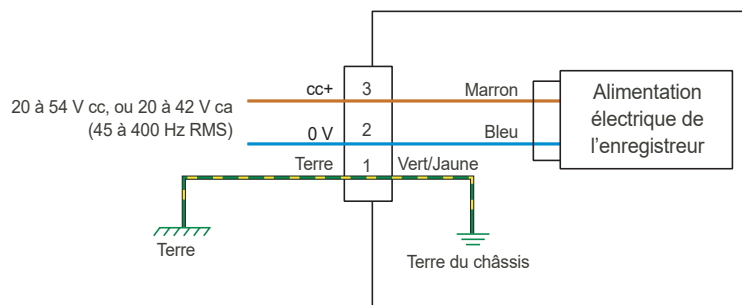 20 à 54 V cc, ou 20 à 42 V ca
(45 à 400 Hz RMS)
cc+ 3 Marron
0 V 2 Bleu
Terre 1 Vert/Jaune
Alimentation
électrique de
l’enregistreur
Terre
Terre du châssis